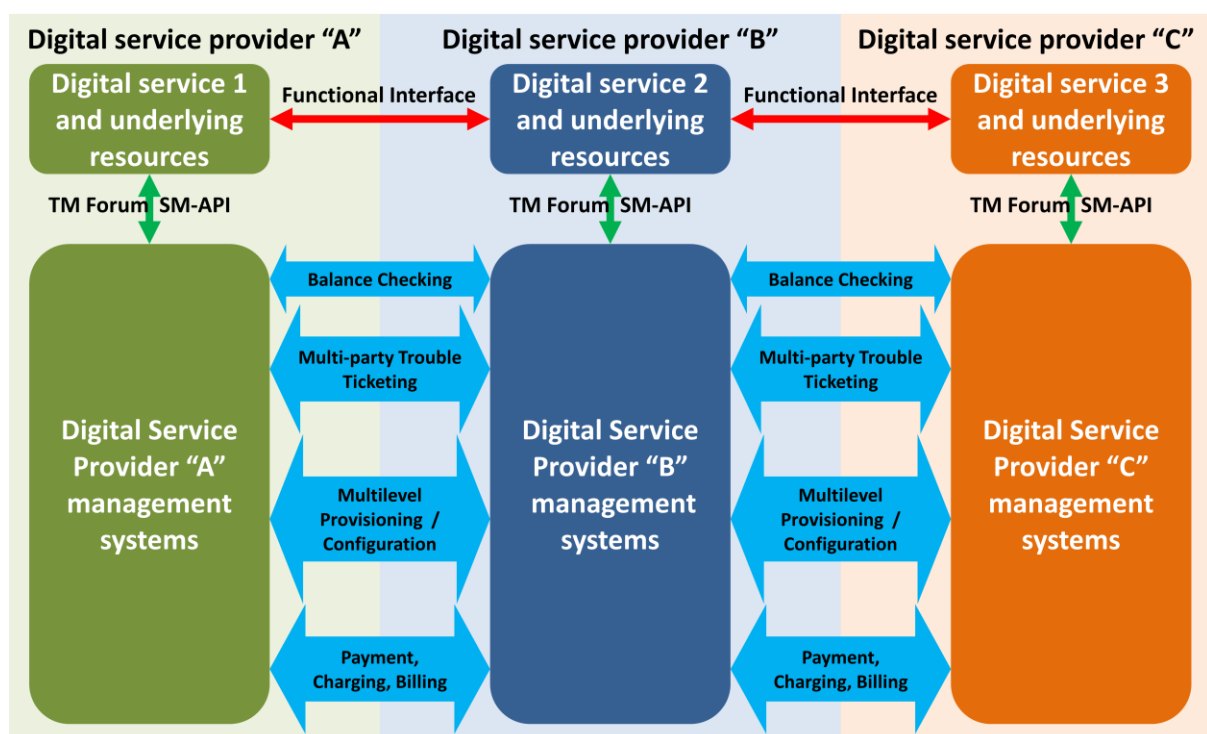 Digital service provider “A”
Digital service provider “B”
Digital service provider “C”
Digital service 1
and underlying
resources
Functional Interface
Digital service 2
and underlying
resources
Functional Interface
Digital service 3
and underlying
resources
TM Forum SM-API
TM Forum SM-API
TM Forum SM-API
Digital Service
Provider “A”
management
systems
Balance Checking
Multi-party Trouble
Ticketing
Multilevel
Provisioning /
Configuration
Payment,
Charging, Billing
Digital Service
Provider “B”
management
systems
Balance Checking
Multi-party Trouble
Ticketing
Multilevel
Provisioning /
Configuration
Payment,
Charging, Billing
Digital Service
Provider “C”
management
systems